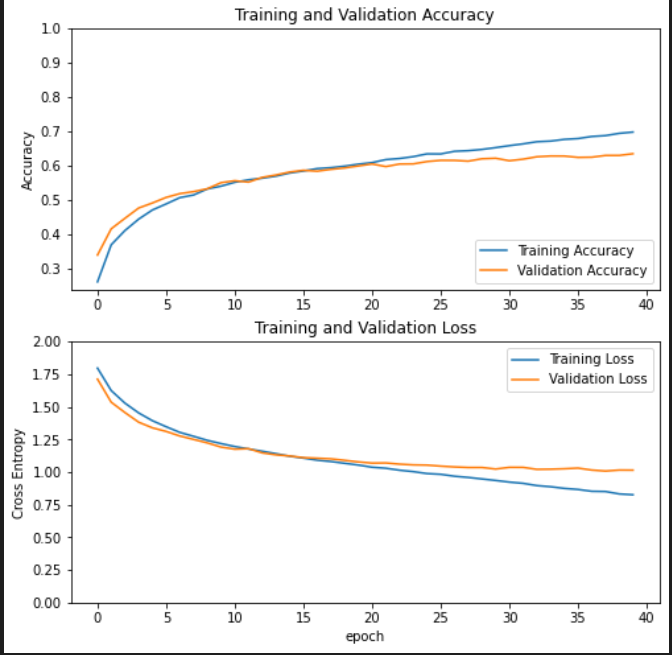 Training and Validation Accuracy
1.0
0.9
0.8
0.7
0.6
0.5
0.4
0.3
Accuracy
Training Accuracy
Validation Accuracy
0 5 10 15 20 25 30 35 40
Training and Validation Loss
2.00
1.75
1.50
1.25
1.00
0.75
0.50
0.25
0.00
Cross Entropy
Training Loss
Validation Loss
0 5 10 15 20 25 30 35 40
epoch